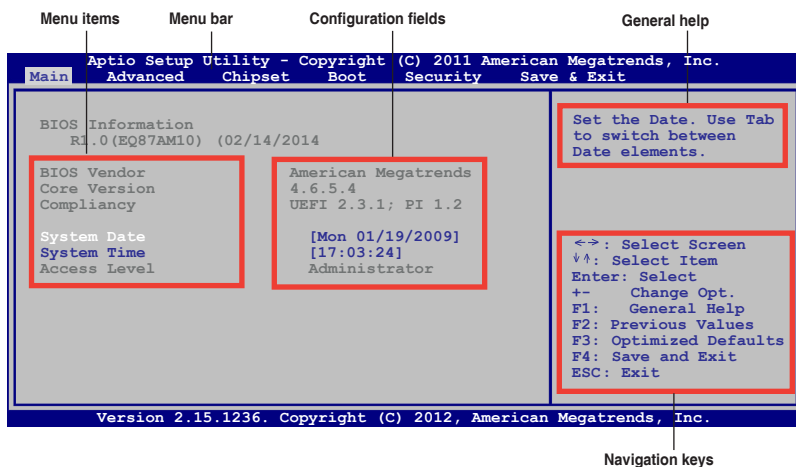 Menu items Menu bar Configuration fields General help
Aptio Setup Utility - Copyright (C) 2011 American Megatrends, Inc.
Main Advanced Chipset Boot Security Save & Exit
BIOS Information
R1.0(EQ87AM10) (02/14/2014
BIOS Vendor American Megatrends
Core Version 4.6.5.4
Compliancy UEFI 2.3.1; PI 1.2
System Date [Mon 01/19/2009]
System Time [17:03:24]
Access Level Administrator
Set the Date. Use Tab
to switch between
Date elements.
←→: Select Screen
↓↑: Select Item
Enter: Select
+- Change Opt.
F1: General Help
F2: Previous Values
F3: Optimized Defaults
F4: Save and Exit
ESC: Exit
Version 2.15.1236. Copyright (C) 2012, American Megatrends, Inc.
Navigation keys